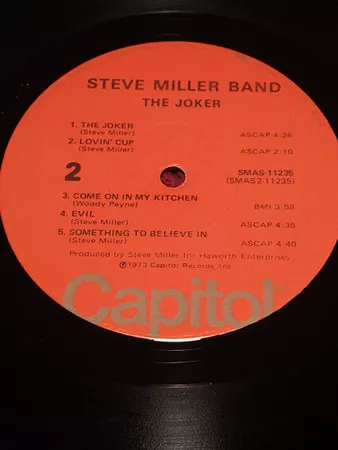 STEVE MILLER BAND
THE JOKER
1. THE JOKER
(Steve Miller) ASCAP 4:26
2. LOVIN' CUP
(Steve Miller) ASCAP 2:10
2 SMAS-11235
(SMAS2-11235)
3. COME ON IN MY KITCHEN
(Woody Payne) BMI 3:58
4. EVIL
(Steve Miller) ASCAP 4:35
5. SOMETHING TO BELIEVE IN
(Steve Miller) ASCAP 4:40
Produced by Steve Miller for Haworth Enterprises
℗1973 Capitol Records, Inc.
Capitol